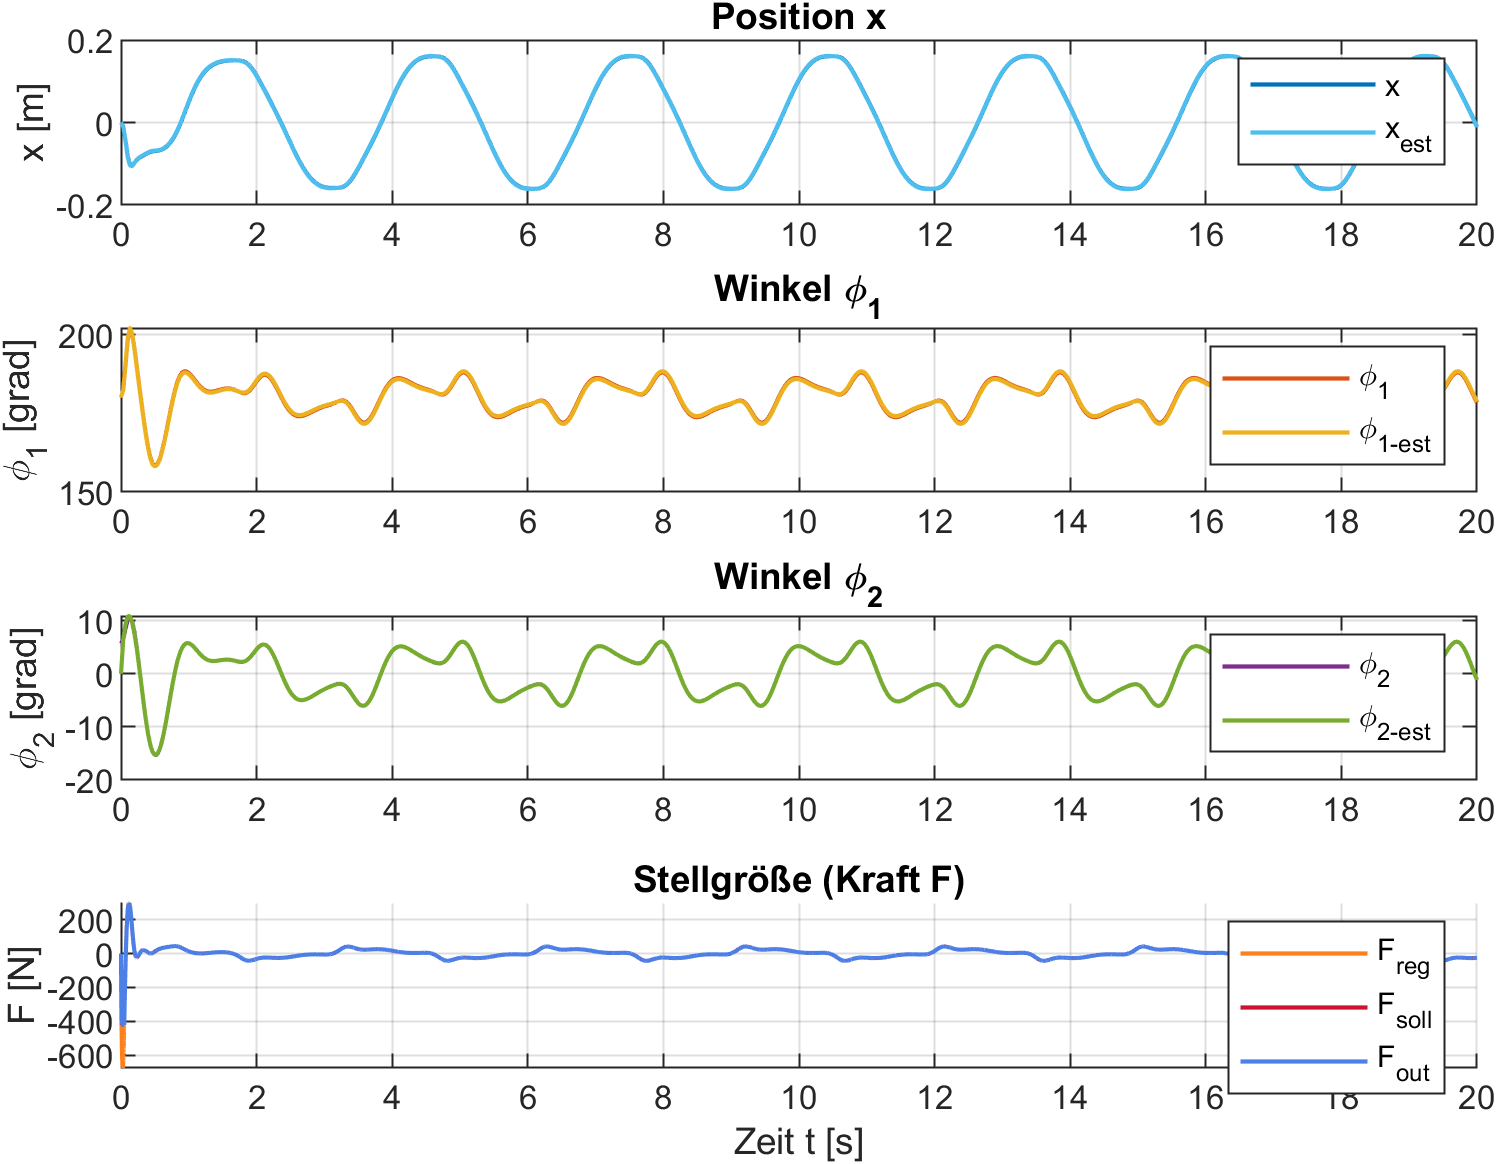 Position x
x [m]
0.2
0
-0.2
0 2 4 6 8 10 12 14 16 18 20
x
x_est
Winkel ϕ_1
ϕ_1 [grad]
200
150
0 2 4 6 8 10 12 14 16 18 20
ϕ_1
ϕ_1-est
Winkel ϕ_2
ϕ_2 [grad]
10
0
-10
-20
0 2 4 6 8 10 12 14 16 18 20
ϕ_2
ϕ_2-est
Stellgröße (Kraft F)
F [N]
200
0
-200
-400
-600
0 2 4 6 8 10 12 14 16 18 20
F_reg
F_soll
F_out
Zeit t [s]